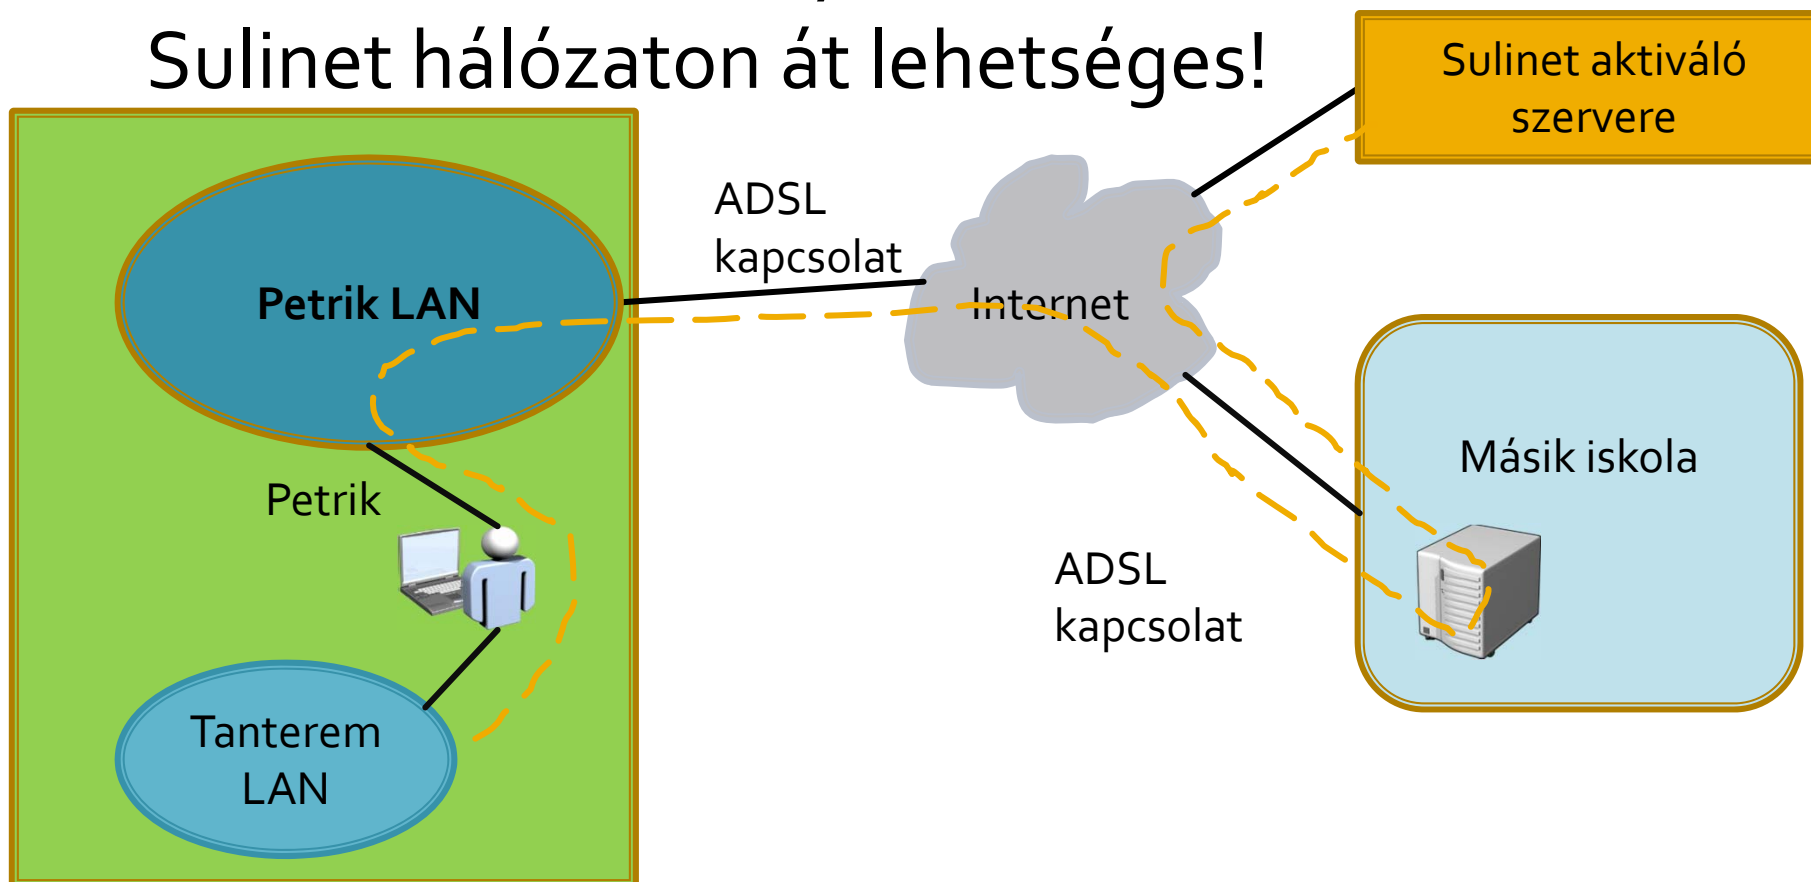 Sulinet hálózaton át lehetséges!
Sulinet aktiváló
szervere
ADSL
kapcsolat
Petrik LAN
Internet
Másik iskola
Petrik
ADSL
kapcsolat
Tanterem
LAN